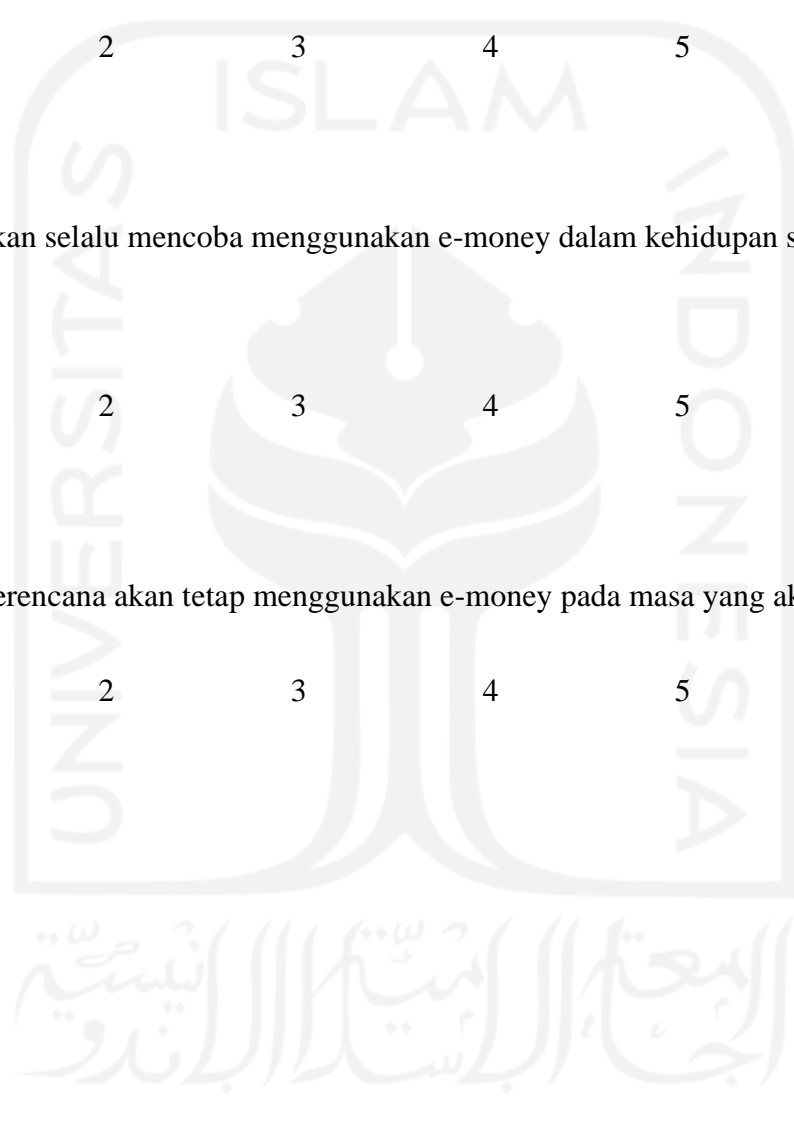 2 3 4 5
kan selalu mencoba menggunakan e-money dalam kehidupan s
2 3 4 5
erencana akan tetap menggunakan e-money pada masa yang ak
2 3 4 5
UNIVERSITAS
ISLAM
INDONESIA